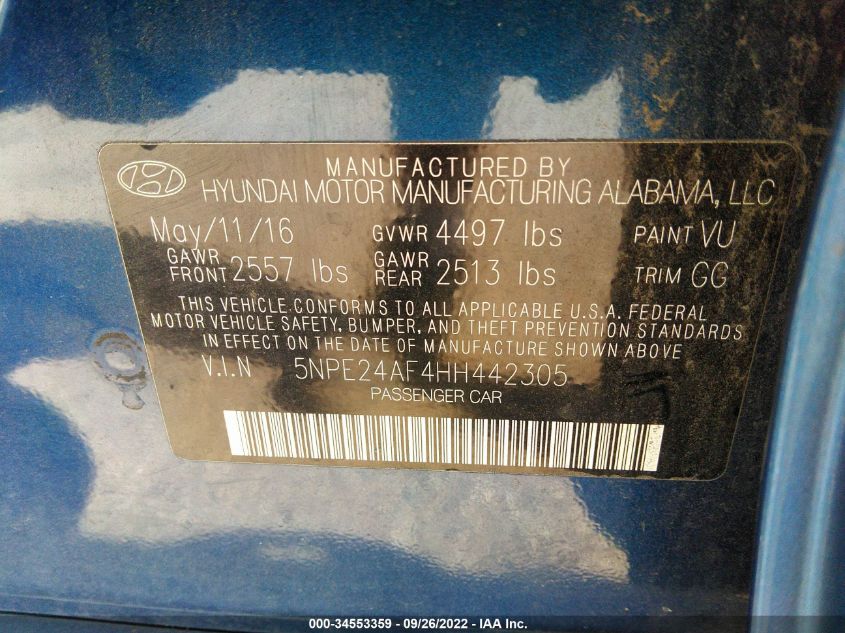 MANUFACTURED BY
HYUNDAI MOTOR MANUFACTURING ALABAMA, LLC
May/11/16 GVWR 4497 lbs PAINT VU
GAWR FRONT 2557 lbs GAWR REAR 2513 lbs TRIM GG
THIS VEHICLE CONFORMS TO ALL APPLICABLE U.S.A. FEDERAL
MOTOR VEHICLE SAFETY, BUMPER, AND THEFT PREVENTION STANDARDS
IN EFFECT ON THE DATE OF MANUFACTURE SHOWN ABOVE.
V.I.N 5NPE24AF4HH442305
PASSENGER CAR
000-34553359 - 09/26/2022 - IAA Inc.